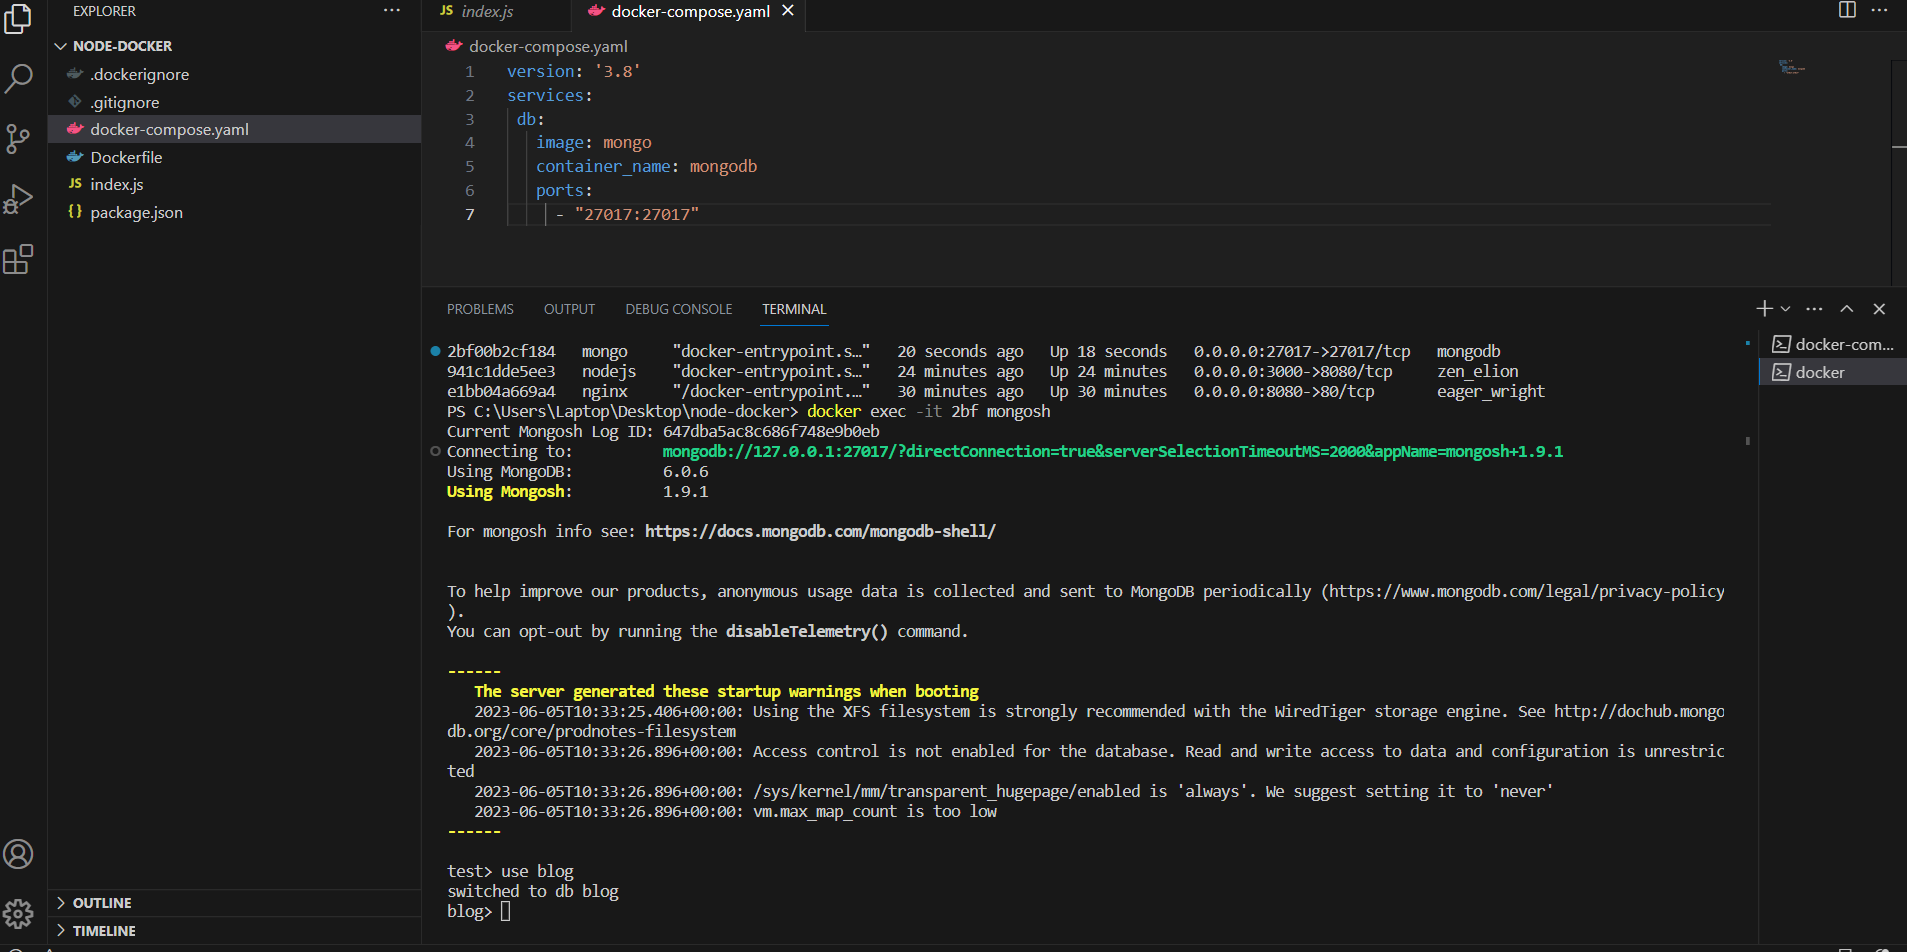 EXPLORER
NODE-DOCKER
.dockerignore
.gitignore
docker-compose.yaml
Dockerfile
JS index.js
{} package.json
OUTLINE
TIMELINE
JS index.js
docker-compose.yaml
docker-compose.yaml
1 version: '3.8'
2 services:
3 db:
4 image: mongo
5 container_name: mongodb
6 ports:
7 - "27017:27017"
PROBLEMS OUTPUT DEBUG CONSOLE TERMINAL
2bf00b2cf184 mongo "docker-entrypoint.s…" 20 seconds ago Up 18 seconds 0.0.0.0:27017->27017/tcp mongodb
941c1dde5ee3 nodejs "docker-entrypoint.s…" 24 minutes ago Up 24 minutes 0.0.0.0:3000->8080/tcp zen_elion
e1bb04a669a4 nginx "/docker-entrypoint.…" 30 minutes ago Up 30 minutes 0.0.0.0:8080->80/tcp eager_wright
PS C:\Users\Laptop\Desktop\node-docker> docker exec -it 2bf mongosh
Current Mongosh Log ID: 647dba5ac8c686f748e9b0eb
Connecting to: mongodb://127.0.0.1:27017/?directConnection=true&serverSelectionTimeoutMS=2000&appName=mongosh+1.9.1
Using MongoDB: 6.0.6
Using Mongosh: 1.9.1
For mongosh info see: https://docs.mongodb.com/mongodb-shell/
To help improve our products, anonymous usage data is collected and sent to MongoDB periodically (https://www.mongodb.com/legal/privacy-policy
).
You can opt-out by running the disableTelemetry() command.
------
The server generated these startup warnings when booting
2023-06-05T10:33:25.406+00:00: Using the XFS filesystem is strongly recommended with the WiredTiger storage engine. See http://dochub.mongo
db.org/core/prodnotes-filesystem
2023-06-05T10:33:26.896+00:00: Access control is not enabled for the database. Read and write access to data and configuration is unrestric
ted
2023-06-05T10:33:26.896+00:00: /sys/kernel/mm/transparent_hugepage/enabled is 'always'. We suggest setting it to 'never'
2023-06-05T10:33:26.896+00:00: vm.max_map_count is too low
------
test> use blog
switched to db blog
blog>
docker-com...
docker